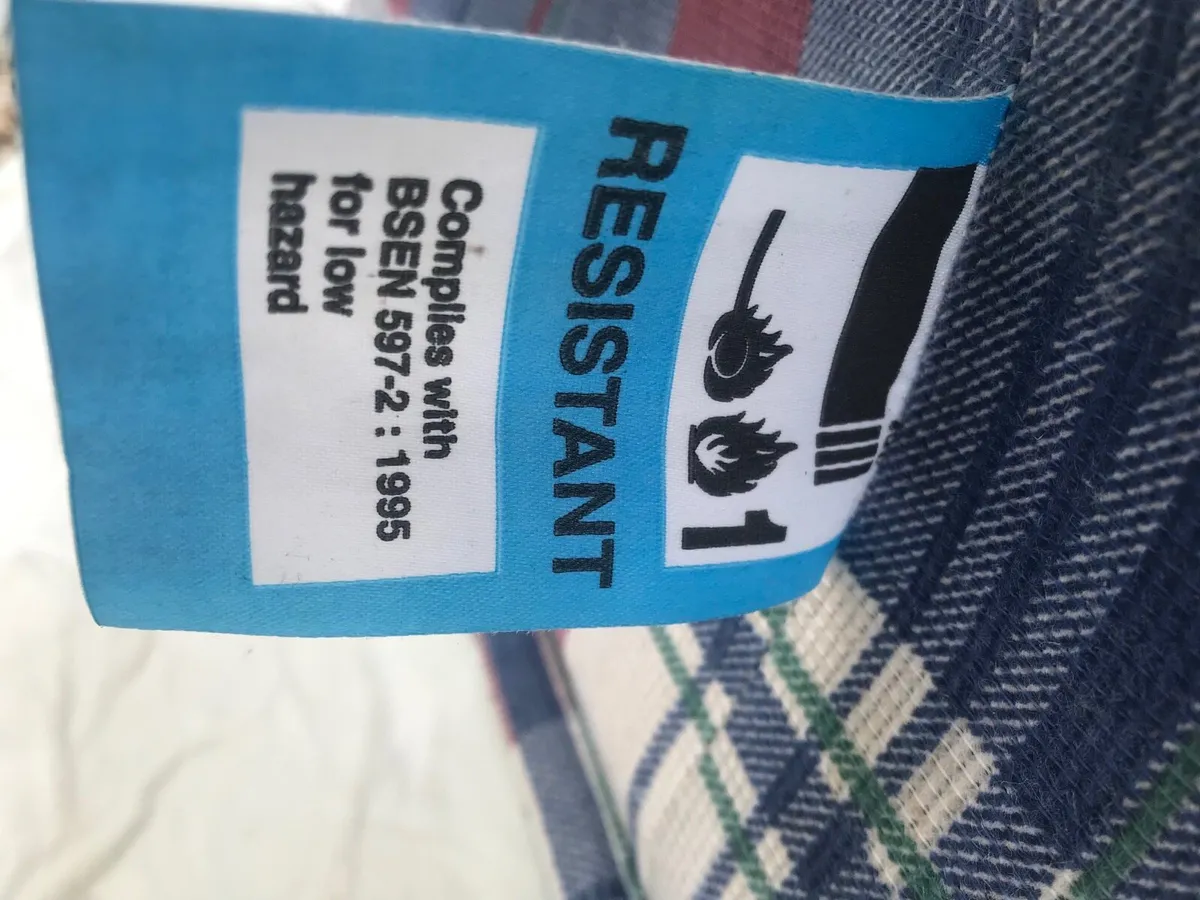 1
RESISTANT
Complies with
BSEN 597-2 : 1995
for low
hazard